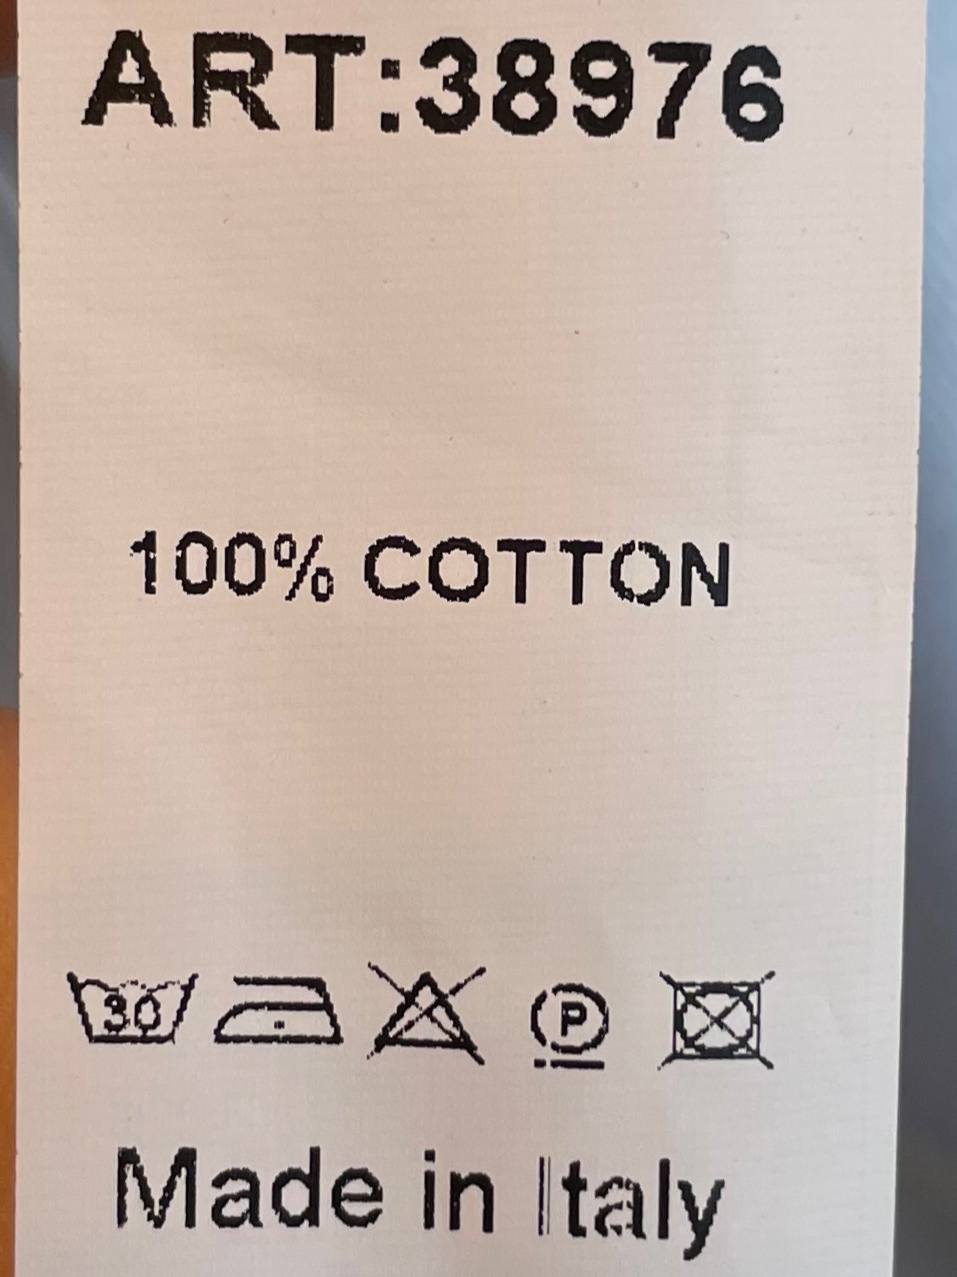 ART:38976
100% COTTON
30 P
Made in Italy